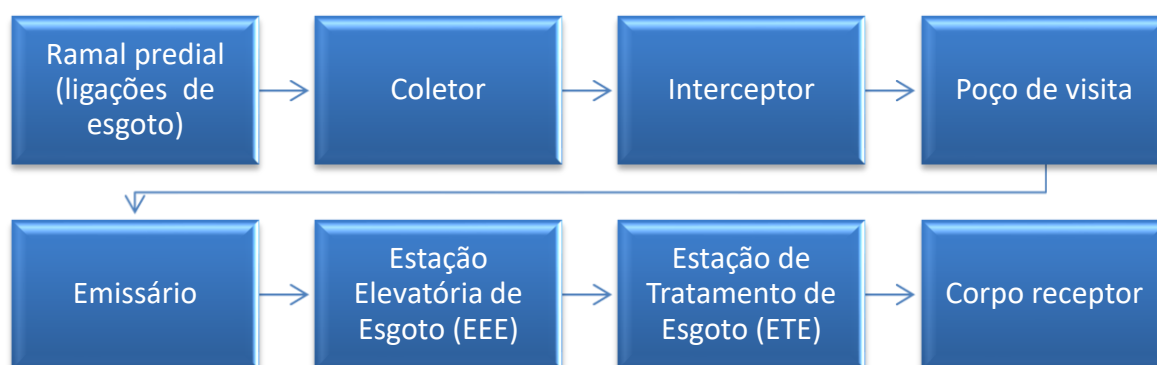 Ramal predial
(ligações de
esgoto)
Coletor
Interceptor
Poço de visita
Emissário
Estação
Elevatória de
Esgoto (EEE)
Estação de
Tratamento de
Esgoto (ETE)
Corpo receptor